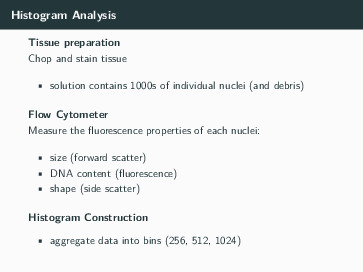 Histogram Analysis
Tissue preparation
Chop and stain tissue
▪ solution contains 1000s of individual nuclei (and debris)
Flow Cytometer
Measure the fluorescence properties of each nuclei:
▪ size (forward scatter)
▪ DNA content (fluorescence)
▪ shape (side scatter)
Histogram Construction
▪ aggregate data into bins (256, 512, 1024)